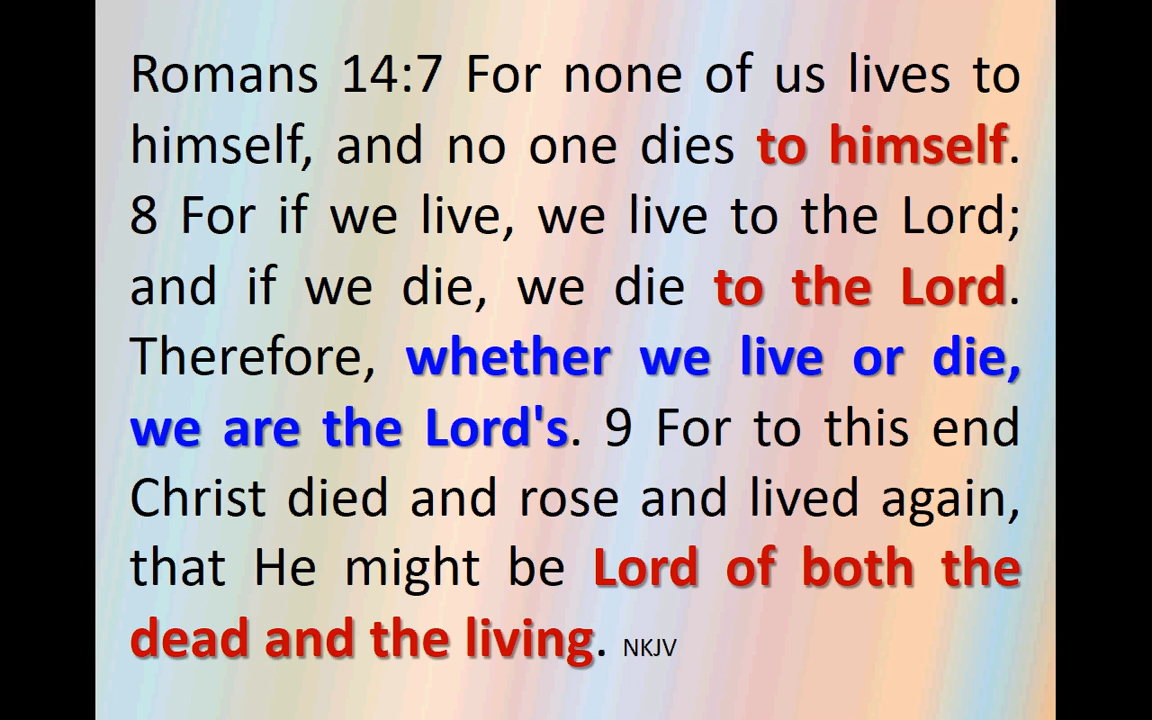 Romans 14:7 For none of us lives to
himself, and no one dies to himself.
8 For if we live, we live to the Lord;
and if we die, we die to the Lord.
Therefore, whether we live or die,
we are the Lord's. 9 For to this end
Christ died and rose and lived again,
that He might be Lord of both the
dead and the living. NKJV